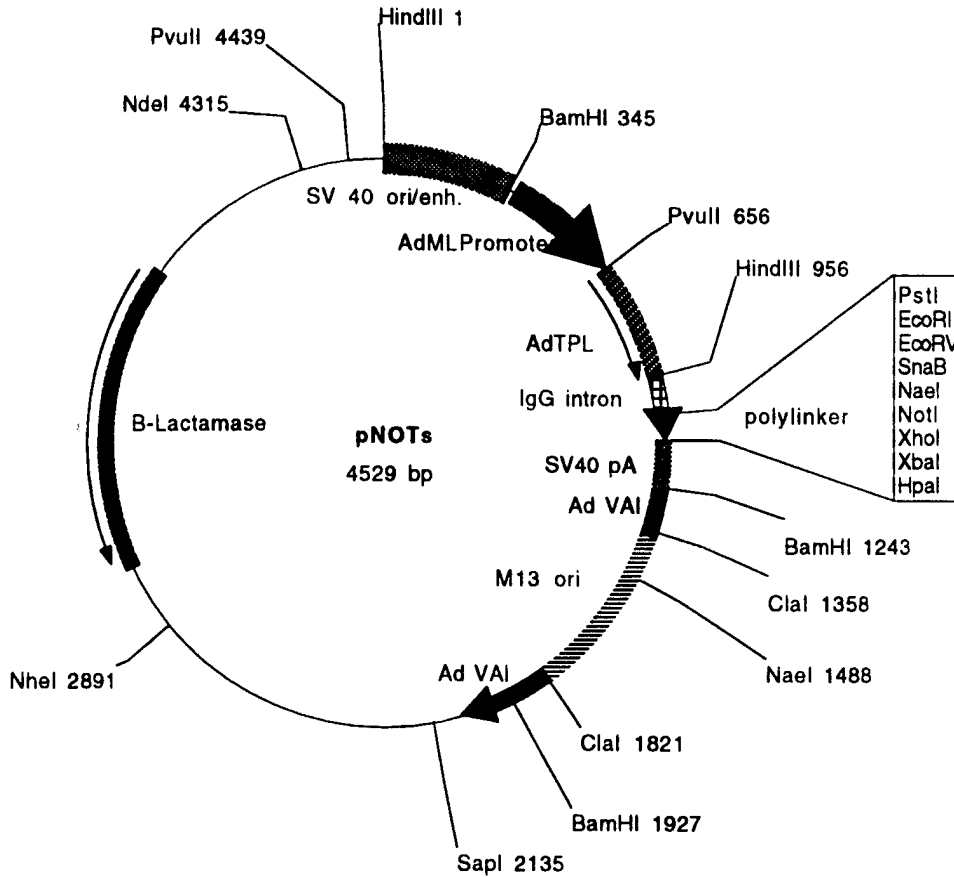 HindIII 1
PvuII 4439
NdeI 4315
BamHI 345
SV 40 ori/enh.
AdMLPromote
PvuII 656
HindIII 956
PstI
EcoRI
EcoRV
SnaB
NaeI
NotI
XhoI
XbaI
HpaI
AdTPL
IgG intron
polylinker
B-Lactamase
pNOTs
4529 bp
SV40 pA
Ad VAI
BamHI 1243
M13 ori
ClaI 1358
NheI 2891
Ad VAI
NaeI 1488
ClaI 1821
BamHI 1927
SapI 2135